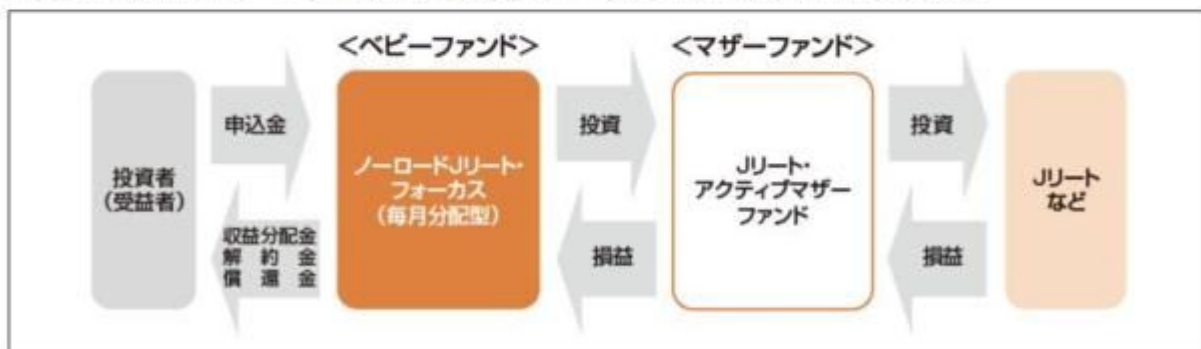 <ベビーファンド>
<マザーファンド>
投資者
(受益者)
申込金
収益分配金
解約金
償還金
ノーロードJリート・
フォーカス
(毎月分配型)
投資
損益
Jリート・
アクティブマザー
ファンド
投資
損益
Jリート
など